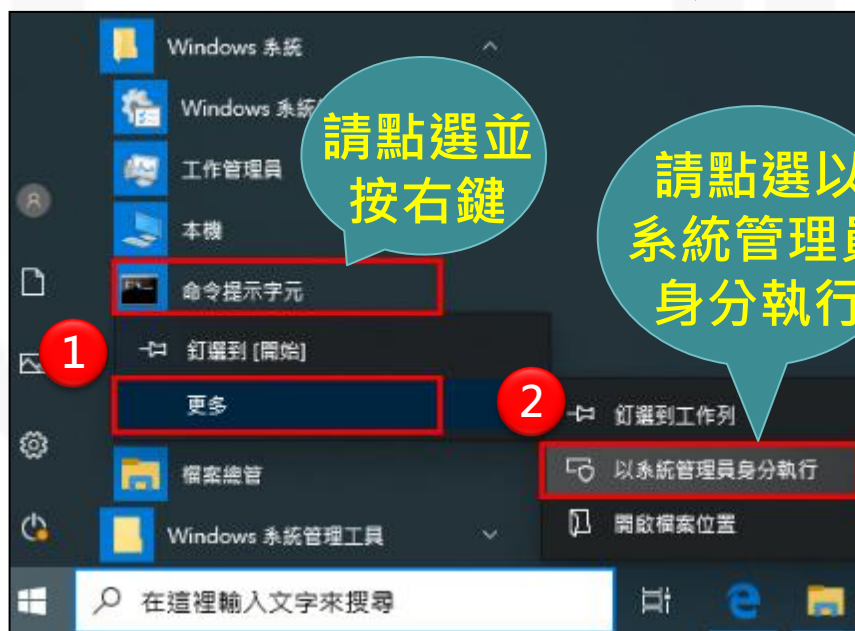 Windows 系統
Windows 系統
請點選並
按右鍵
工作管理員
本機
命令提示字元
1
釘選到 [開始]
更多
檔案總管
Windows 系統管理工具
在這裡輸入文字來搜尋
請點選以
系統管理員
身分執行
2
釘選到工作列
以系統管理員身分執行
開啟檔案位置